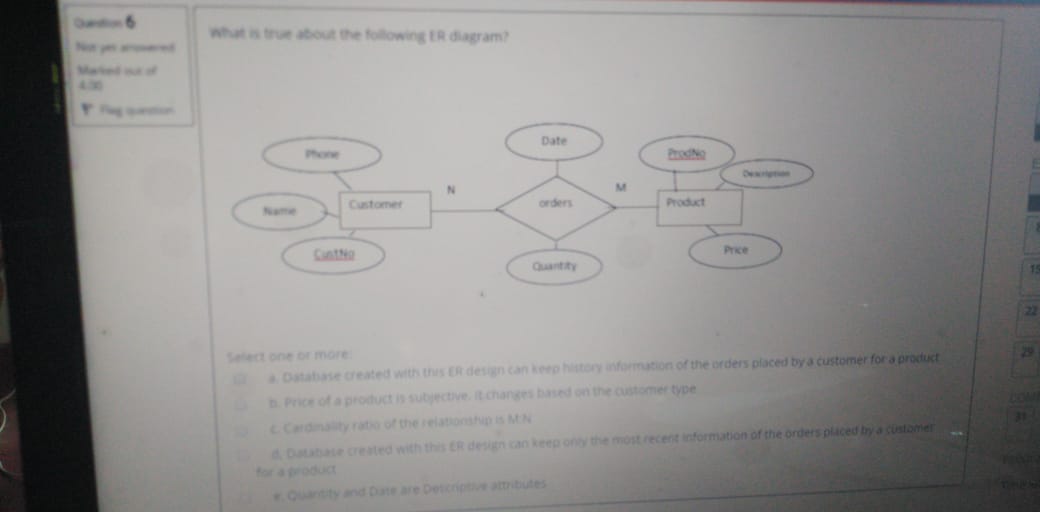 Question 6
Not yet answered
Marked out of
4.00
Flag question
What is true about the following ER diagram?
Phone
Date
ProdNo
Description
Name
Customer
N
orders
M
Product
CustNo
Quantity
Price
Select one or more:
a. Database created with this ER design can keep history information of the orders placed by a customer for a product
b. Price of a product is subjective. it changes based on the customer type
c. Cardinality ratio of the relationship is M:N
d. Database created with this ER design can keep only the most recent information of the orders placed by a customer
for a product
e. Quantity and Date are Descriptive attributes
15
22
29
31